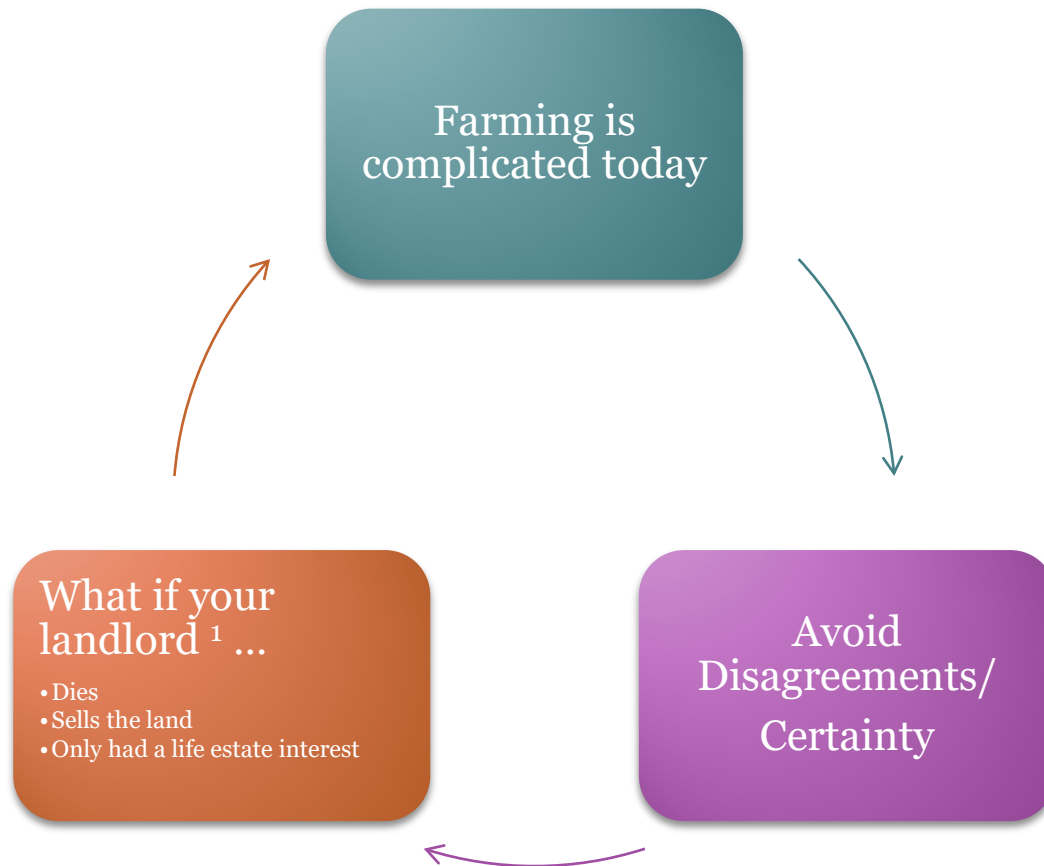 Farming is
complicated today
Avoid
Disagreements/
Certainty
What if your
landlord ¹ …
• Dies
• Sells the land
• Only had a life estate interest